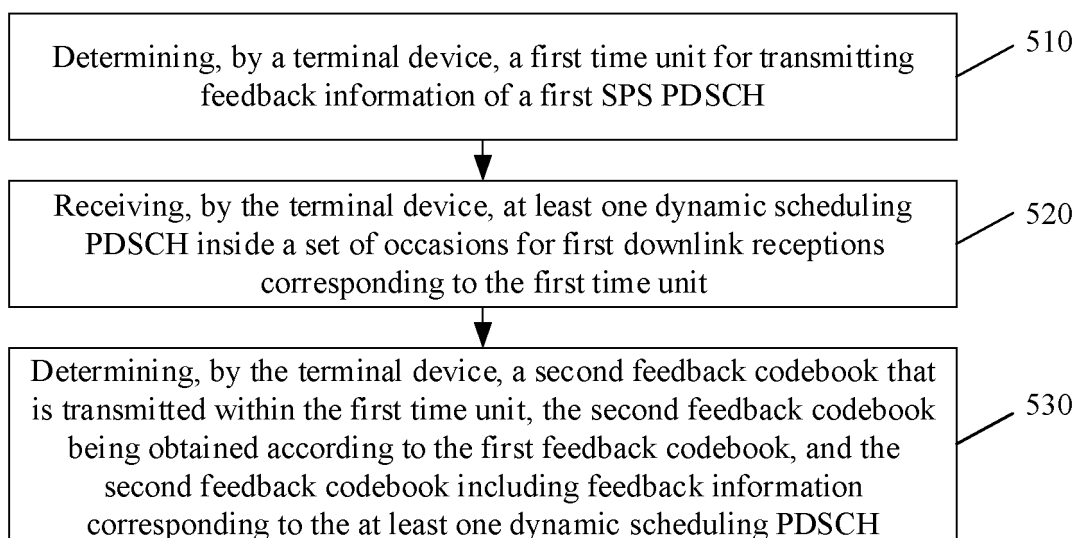 Determining, by a terminal device, a first time unit for transmitting
feedback information of a first SPS PDSCH
510
Receiving, by the terminal device, at least one dynamic scheduling
PDSCH inside a set of occasions for first downlink receptions
corresponding to the first time unit
520
Determining, by the terminal device, a second feedback codebook that
is transmitted within the first time unit, the second feedback codebook
being obtained according to the first feedback codebook, and the
second feedback codebook including feedback information
corresponding to the at least one dynamic scheduling PDSCH
530